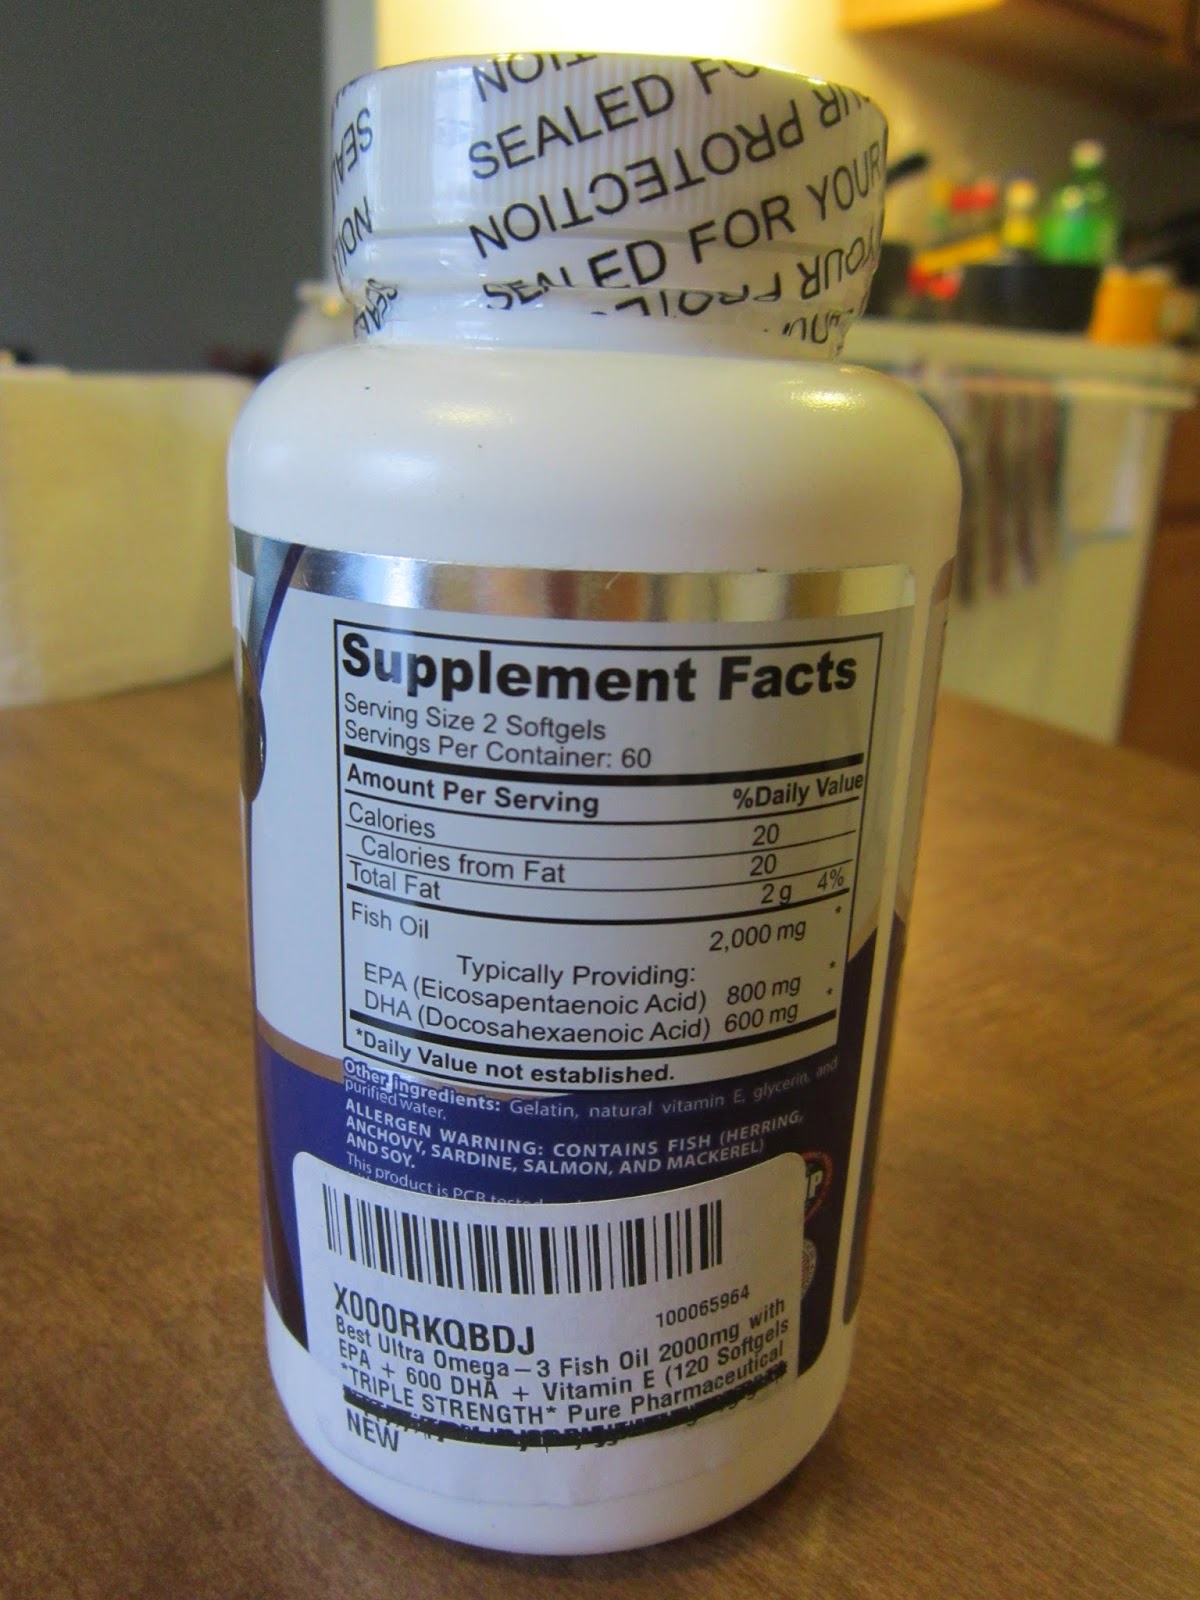 SEALED FO
PROTECTION
SEALED FOR YOUR
Supplement Facts
Serving Size 2 Softgels
Servings Per Container: 60
Amount Per Serving %Daily Value
Calories 20
Calories from Fat 20
Total Fat 2 g 4%
Fish Oil 2,000 mg *
Typically Providing:
EPA (Eicosapentaenoic Acid) 800 mg *
DHA (Docosahexaenoic Acid) 600 mg *
*Daily Value not established.
Other ingredients: Gelatin, natural vitamin E, glycerin, and
purified water.
ALLERGEN WARNING: CONTAINS FISH (HERRING,
ANCHOVY, SARDINE, SALMON, AND MACKEREL)
AND SOY.
This product is PCB tested
X000RKQBDJ 100065964
Best Ultra Omega-3 Fish Oil 2000mg with
EPA + 600 DHA + Vitamin E (120 Softgels
*TRIPLE STRENGTH* Pure Pharmaceutical
NEW